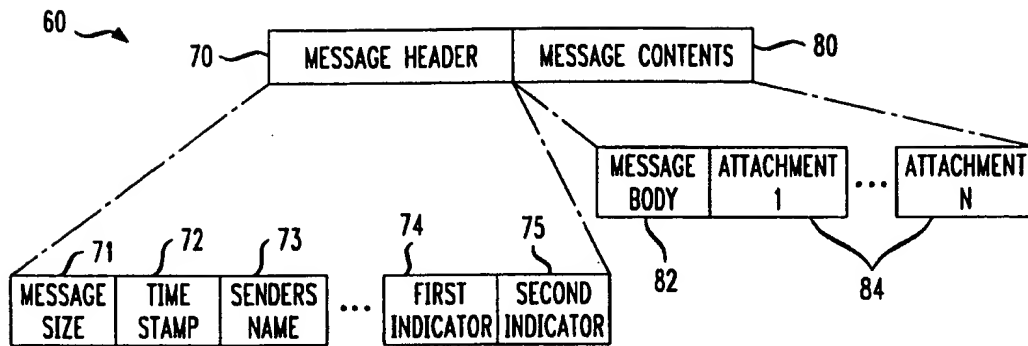 60
70
MESSAGE HEADER
MESSAGE CONTENTS
80
MESSAGE
BODY
ATTACHMENT
1
•••
ATTACHMENT
N
82
84
71
72
73
74
75
MESSAGE
SIZE
TIME
STAMP
SENDERS
NAME
•••
FIRST
INDICATOR
SECOND
INDICATOR